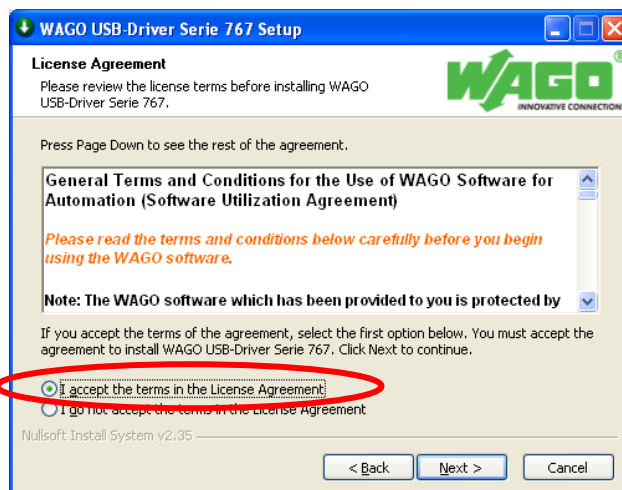 WAGO USB-Driver Serie 767 Setup
License Agreement
Please review the license terms before installing WAGO
USB-Driver Serie 767.
WAGO®
INNOVATIVE CONNECTION
Press Page Down to see the rest of the agreement.
General Terms and Conditions for the Use of WAGO Software for
Automation (Software Utilization Agreement)
Please read the terms and conditions below carefully before you begin
using the WAGO software.
Note: The WAGO software which has been provided to you is protected by
If you accept the terms of the agreement, select the first option below. You must accept the
agreement to install WAGO USB-Driver Serie 767. Click Next to continue.
I accept the terms in the License Agreement
I do not accept the terms in the License Agreement
Nullsoft Install System v2.35
< Back
Next >
Cancel